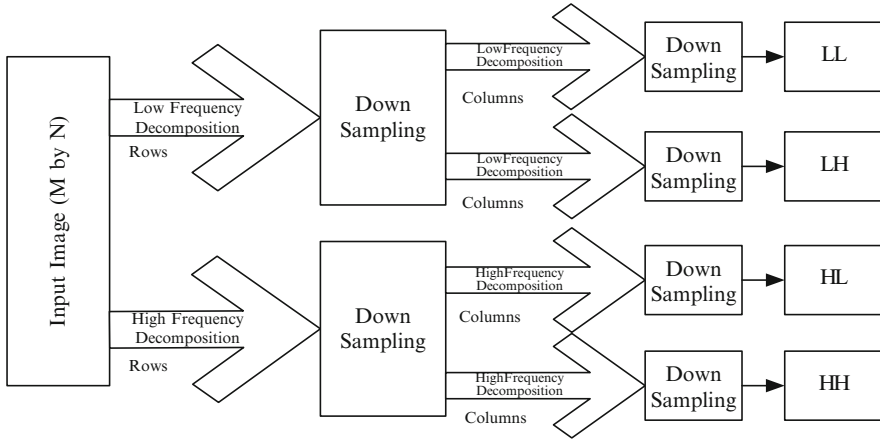 Input Image (M by N)
Low Frequency
Decomposition
Rows
Down
Sampling
LowFrequency
Decomposition
Columns
Down
Sampling
LL
LowFrequency
Decomposition
Columns
Down
Sampling
LH
High Frequency
Decomposition
Rows
Down
Sampling
HighFrequency
Decomposition
Columns
Down
Sampling
HL
HighFrequency
Decomposition
Columns
Down
Sampling
HH